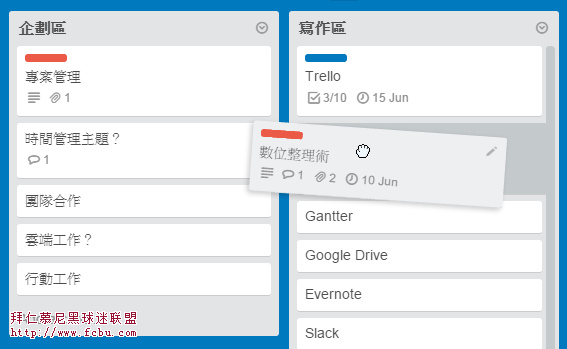 企劃區
專案管理
1
時間管理主題？
1
團隊合作
雲端工作？
行動工作
拜仁慕尼黑球迷联盟
http://www.fcbu.com
寫作區
Trello
3/10 15 Jun
數位整理術
1 2 10 Jun
Gantter
Google Drive
Evernote
Slack